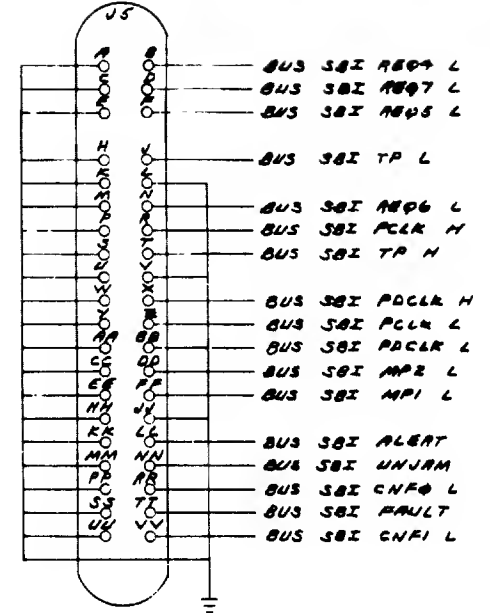 J5
A B BUS SBI REQ4 L
C D BUS SBI REQ7 L
BUS SBI REQ5 L
H J BUS SBI TP L
K L
M N BUS SBI REQ6 L
P R BUS SBI PCLK H
S T BUS SBI TP H
U V
W X BUS SBI PDCLK H
Y BUS SBI PCLK L
AA BB BUS SBI PDCLK L
CC DD BUS SBI MP2 L
EE FF BUS SBI MP1 L
HH JJ
KK LL BUS SBI ALERT
MM NN BUS SBI UNJAM
PP RR BUS SBI CNF0 L
SS TT BUS SBI FAULT
UU VV BUS SBI CNF1 L